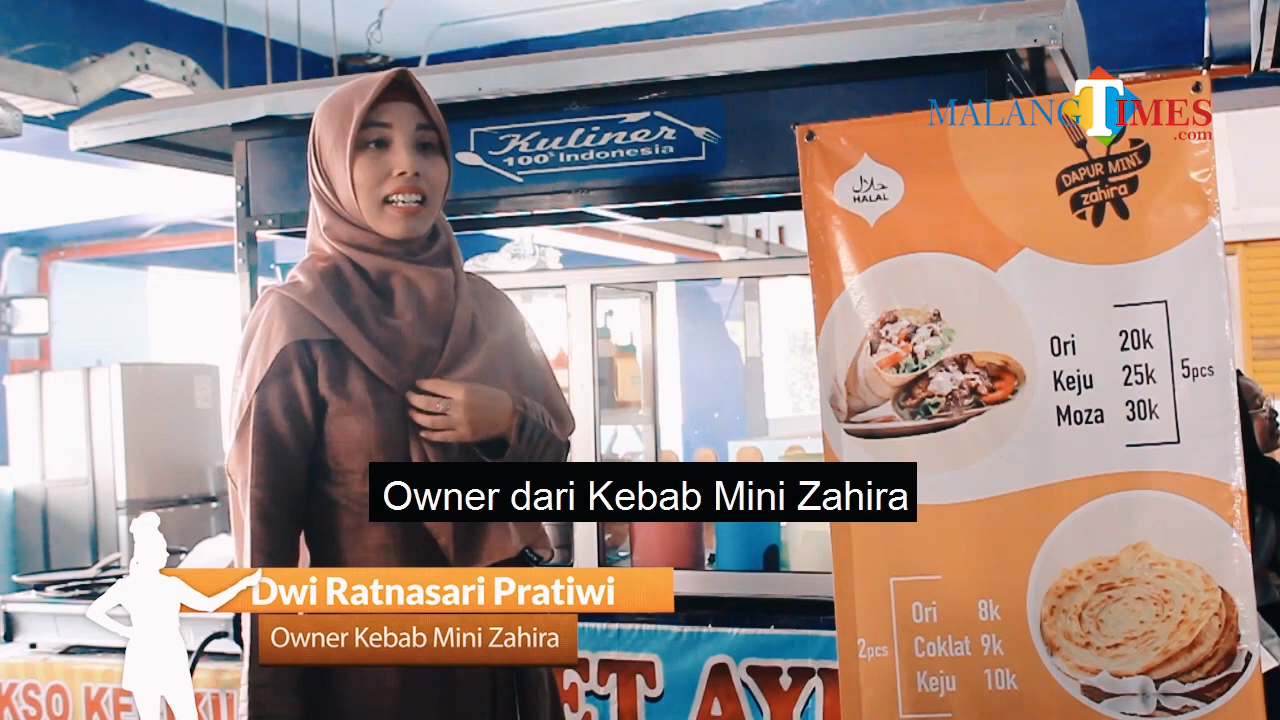 Kuliner
100% Indonesia
MALANGTIMES
.com
DAPUR MINI
zahira
حلال
HALAL
Ori 20k
Keju 25k
Moza 30k
5pcs
Owner dari Kebab Mini Zahira
Dwi Ratnasari Pratiwi
Owner Kebab Mini Zahira
2pcs
Ori 8k
Coklat 9k
Keju 10k